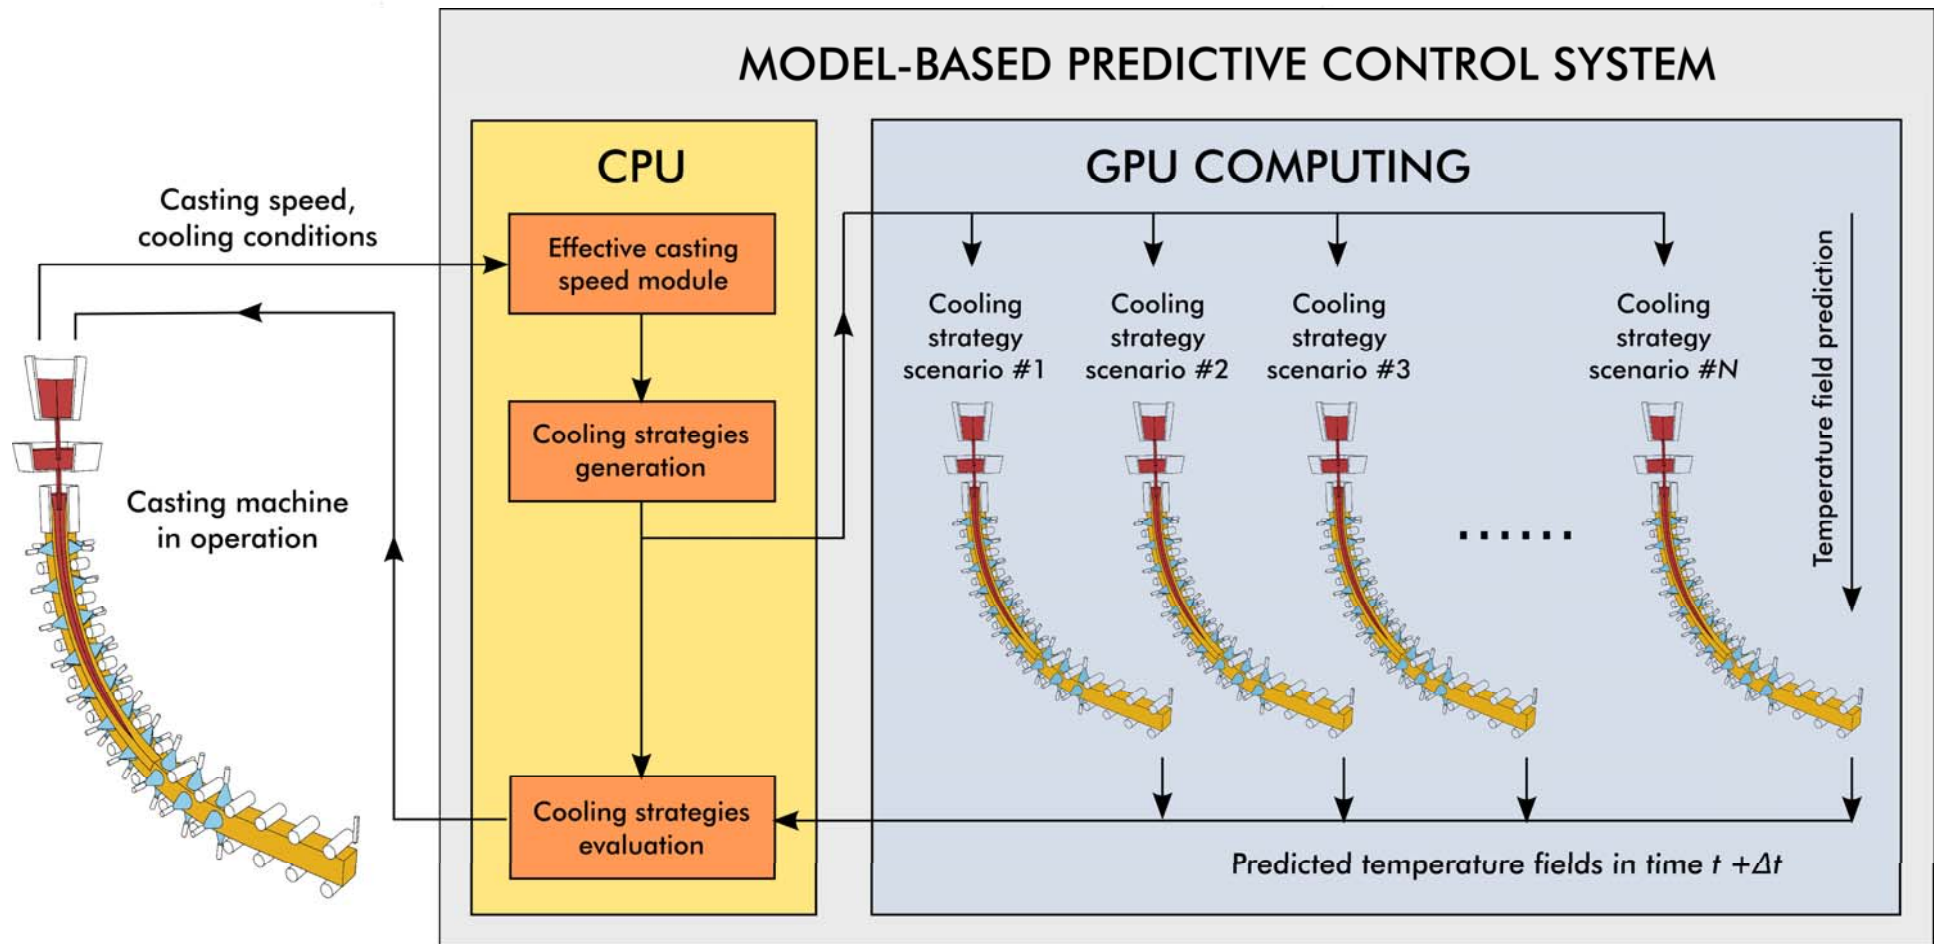 MODEL-BASED PREDICTIVE CONTROL SYSTEM
CPU
GPU COMPUTING
Casting speed,
cooling conditions
Effective casting
speed module
Cooling strategies
generation
Cooling strategies
evaluation
Casting machine
in operation
Cooling
strategy
scenario #1
Cooling
strategy
scenario #2
Cooling
strategy
scenario #3
......
Cooling
strategy
scenario #N
Temperature field prediction
Predicted temperature fields in time t +Δt